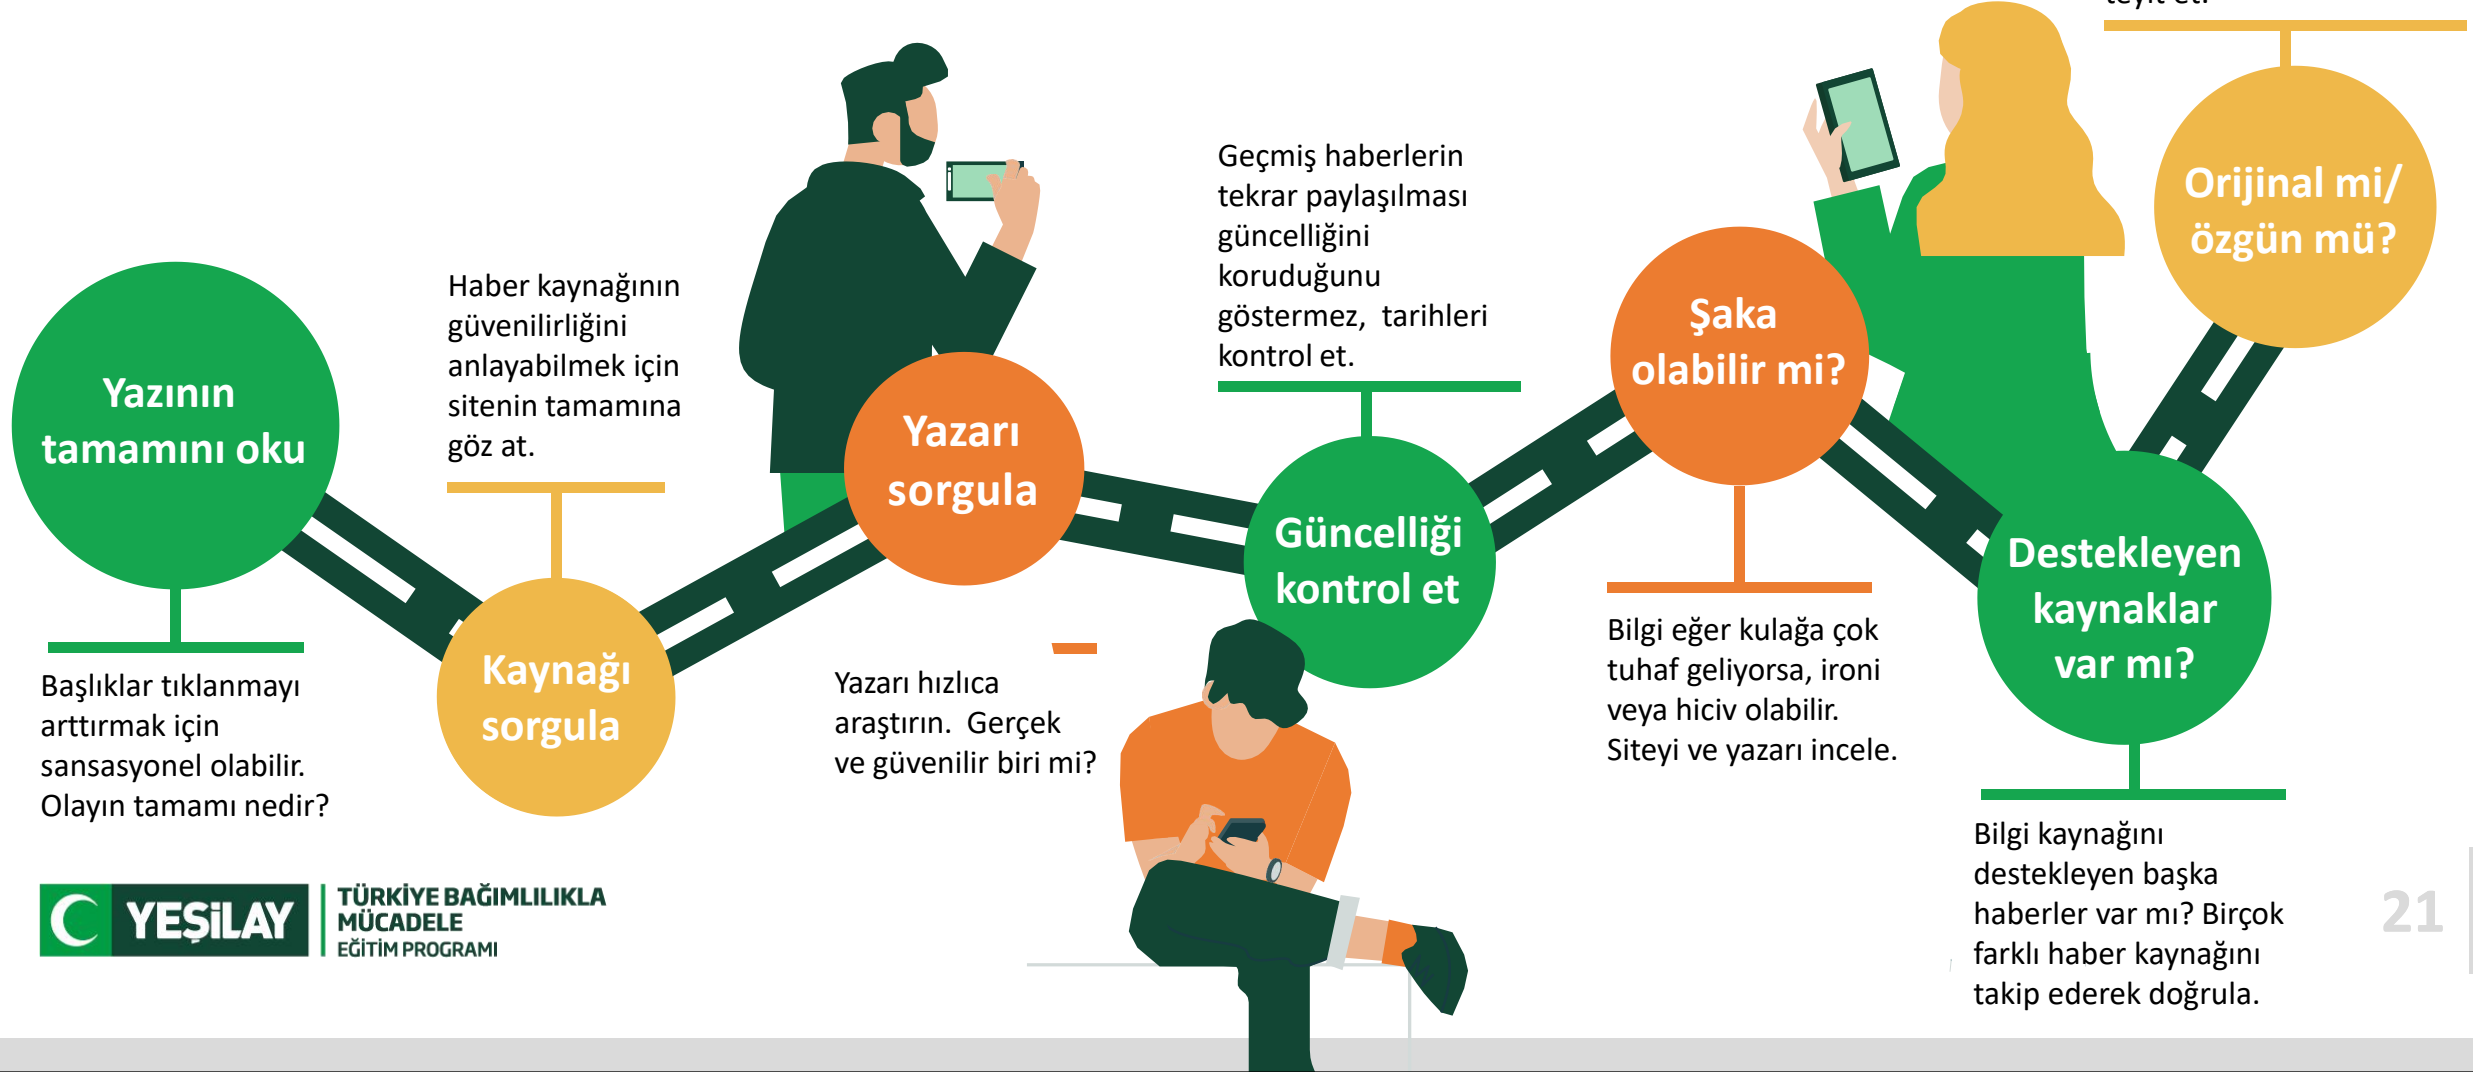 Yazının
tamamını oku
Başlıklar tıklanmayı
arttırmak için
sansasyonel olabilir.
Olayın tamamı nedir?
Haber kaynağının
güvenilirliğini
anlayabilmek için
sitenin tamamına
göz at.
Kaynağı
sorgula
Yazarı
sorgula
Yazarı hızlıca
araştırın. Gerçek
ve güvenilir biri mi?
Geçmiş haberlerin
tekrar paylaşılması
güncelliğini
koruduğunu
göstermez, tarihleri
kontrol et.
Güncelliği
kontrol et
Şaka
olabilir mi?
Bilgi eğer kulağa çok
tuhaf geliyorsa, ironi
veya hiciv olabilir.
Siteyi ve yazarı incele.
Destekleyen
kaynaklar
var mı?
Bilgi kaynağını
destekleyen başka
haberler var mı? Birçok
farklı haber kaynağını
takip ederek doğrula.
teyit et.
Orijinal mi/
özgün mü?
YEŞİLAY
TÜRKİYE BAĞIMLILIKLA
MÜCADELE
EĞİTİM PROGRAMI
21